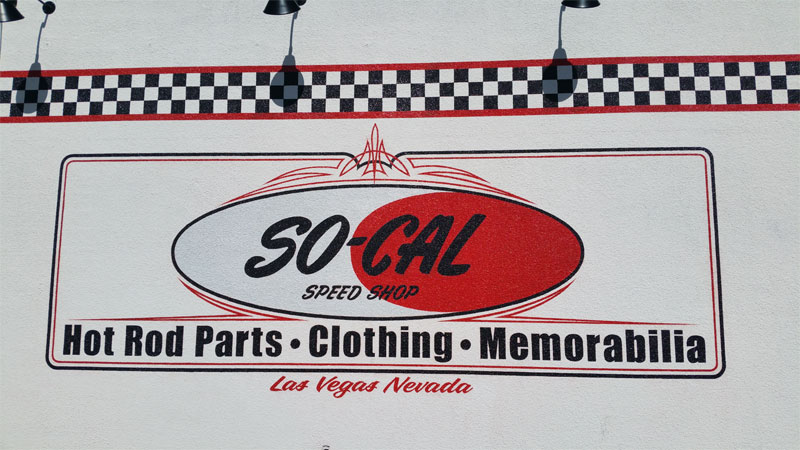 SO-CAL
SPEED SHOP
Hot Rod Parts • Clothing • Memorabilia
Las Vegas Nevada